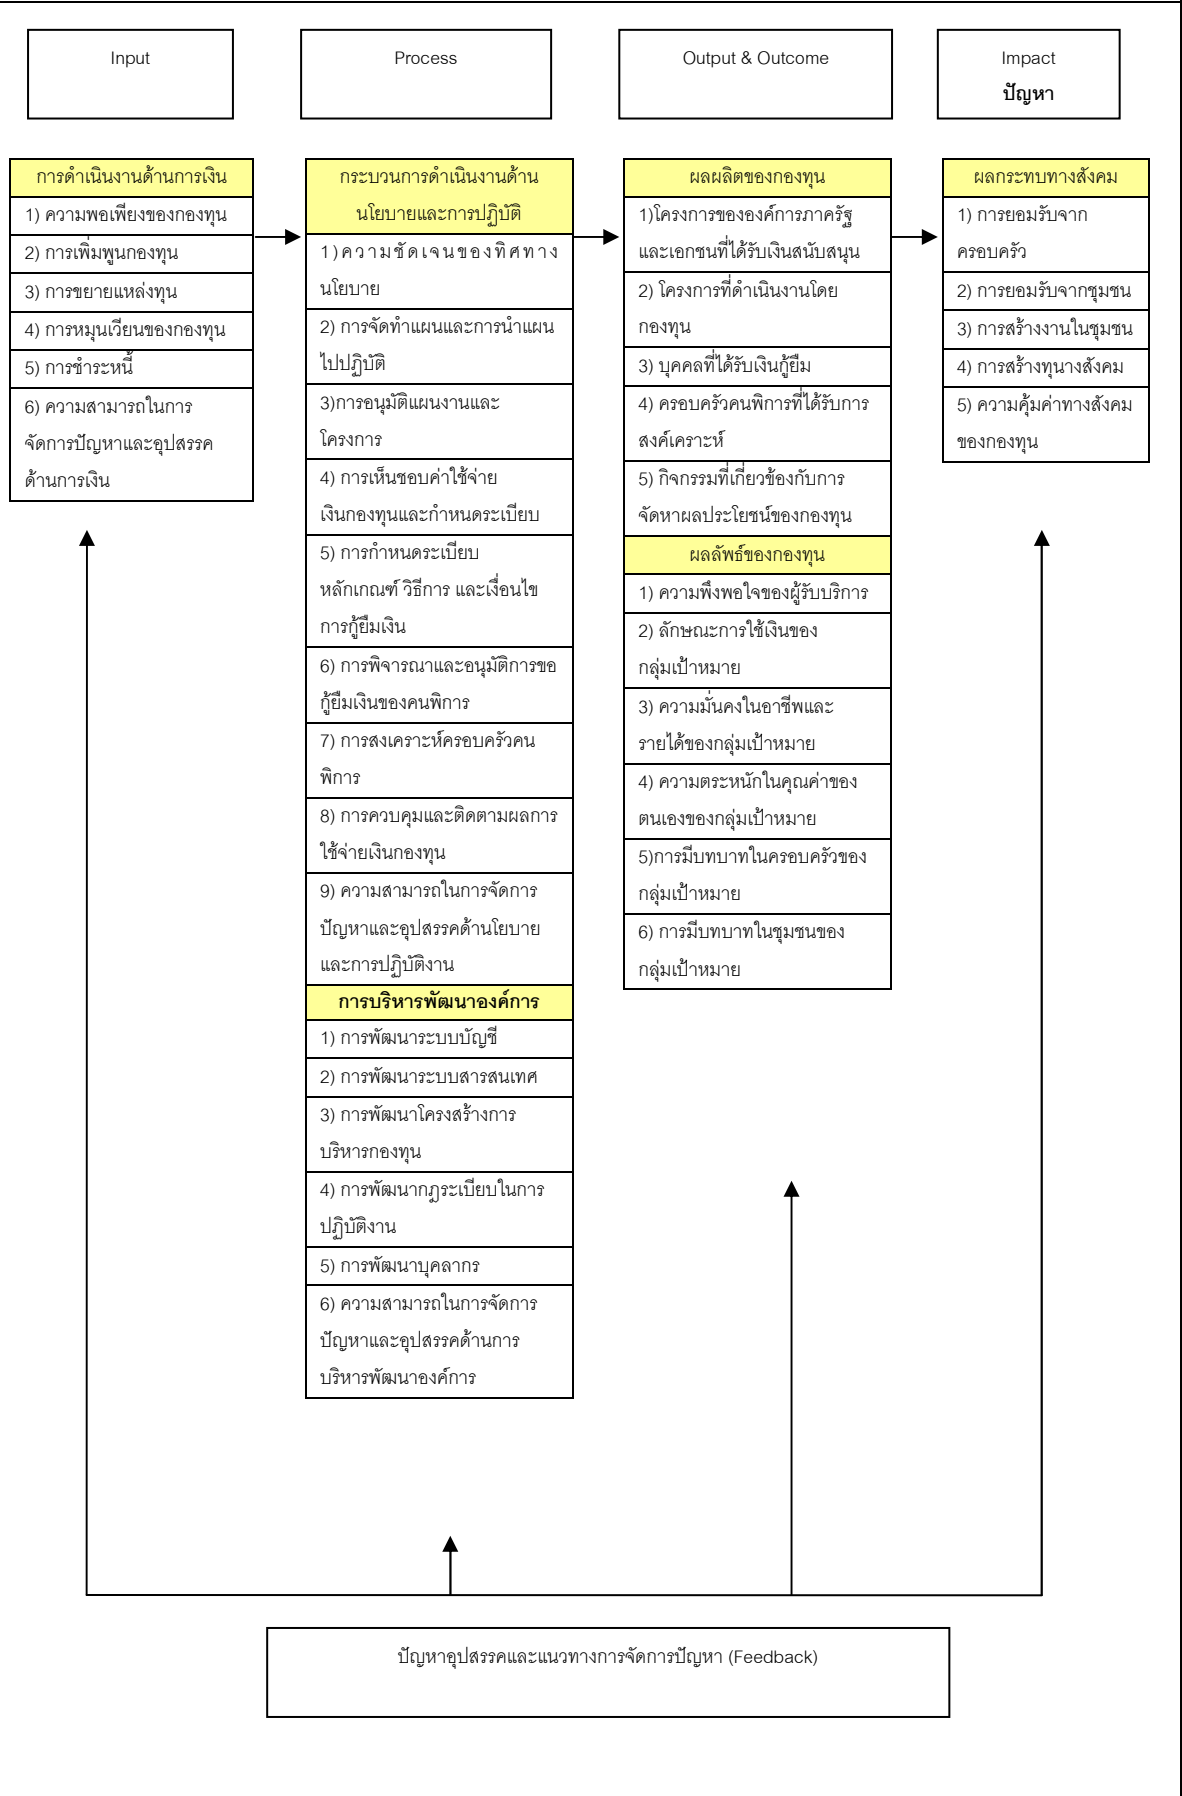 Input
Process
Output & Outcome
Impact
ปัญหา
การดำเนินงานด้านการเงิน
1) ความพอเพียงของกองทุน
2) การเพิ่มพูนกองทุน
3) การขยายแหล่งทุน
4) การหมุนเวียนของกองทุน
5) การชำระหนี้
6) ความสามารถในการ
จัดการปัญหาและอุปสรรค
ด้านการเงิน
กระบวนการดำเนินงานด้าน
นโยบายและการปฏิบัติ
1)ความชัดเจนของทิศทาง
นโยบาย
2) การจัดทำแผนและการนำแผน
ไปปฏิบัติ
3)การอนุมัติแผนงานและ
โครงการ
4) การเห็นชอบค่าใช้จ่าย
เงินกองทุนและกำหนดระเบียบ
5) การกำหนดระเบียบ
หลักเกณฑ์ วิธีการ และเงื่อนไข
การกู้ยืมเงิน
6) การพิจารณาและอนุมัติการขอ
กู้ยืมเงินของคนพิการ
7) การสงเคราะห์ครอบครัวคน
พิการ
8) การควบคุมและติดตามผลการ
ใช้จ่ายเงินกองทุน
9) ความสามารถในการจัดการ
ปัญหาและอุปสรรคด้านนโยบาย
และการปฏิบัติงาน
การบริหารพัฒนาองค์การ
1) การพัฒนาระบบบัญชี
2) การพัฒนาระบบสารสนเทศ
3) การพัฒนาโครงสร้างการ
บริหารกองทุน
4) การพัฒนากฎระเบียบในการ
ปฏิบัติงาน
5) การพัฒนาบุคลากร
6) ความสามารถในการจัดการ
ปัญหาและอุปสรรคด้านการ
บริหารพัฒนาองค์การ
ผลผลิตของกองทุน
1)โครงการขององค์การภาครัฐ
และเอกชนที่ได้รับเงินสนับสนุน
2) โครงการที่ดำเนินงานโดย
กองทุน
3) บุคคลที่ได้รับเงินกู้ยืม
4) ครอบครัวคนพิการที่ได้รับการ
สงค์เคราะห์
5) กิจกรรมที่เกี่ยวข้องกับการ
จัดหาผลประโยชน์ของกองทุน
ผลลัพธ์ของกองทุน
1) ความพึงพอใจของผู้รับบริการ
2) ลักษณะการใช้เงินของ
กลุ่มเป้าหมาย
3) ความมั่นคงในอาชีพและ
รายได้ของกลุ่มเป้าหมาย
4) ความตระหนักในคุณค่าของ
ตนเองของกลุ่มเป้าหมาย
5)การมีบทบาทในครอบครัวของ
กลุ่มเป้าหมาย
6) การมีบทบาทในชุมชนของ
กลุ่มเป้าหมาย
ผลกระทบทางสังคม
1) การยอมรับจาก
ครอบครัว
2) การยอมรับจากชุมชน
3) การสร้างงานในชุมชน
4) การสร้างทุนางสังคม
5) ความคุ้มค่าทางสังคม
ของกองทุน
ปัญหาอุปสรรคและแนวทางการจัดการปัญหา (Feedback)